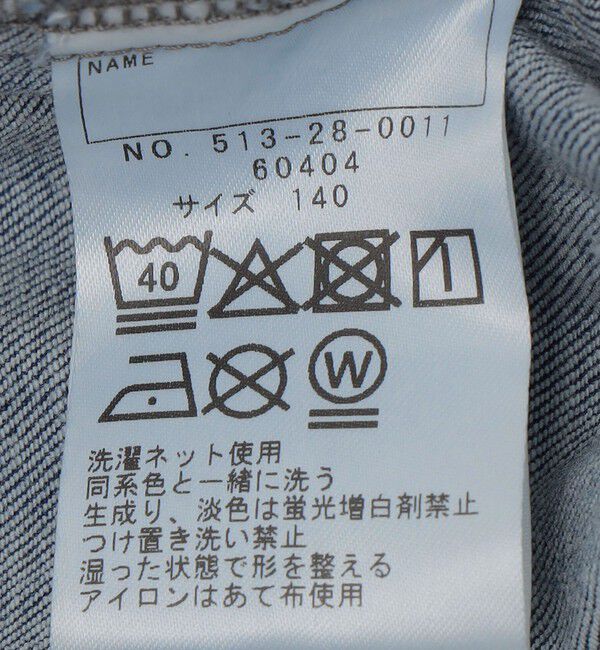 NAME
NO. 513-28-0011
60404
サイズ 140
40
W
洗濯ネット使用
同系色と一緒に洗う
生成り、淡色は蛍光増白剤禁止
つけ置き洗い禁止
湿った状態で形を整える
アイロンはあて布使用